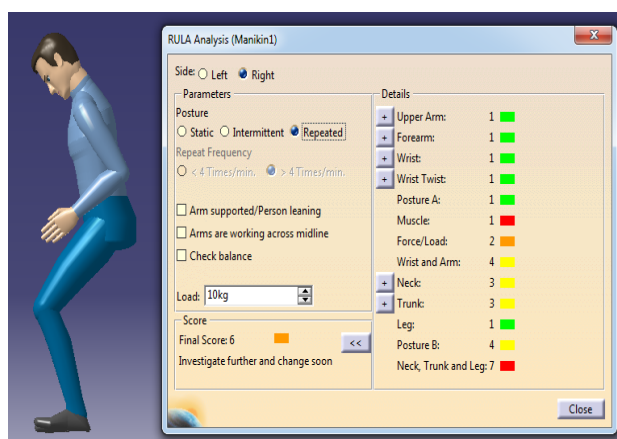 RULA Analysis (Manikin1)
Side: Left Right
Parameters
Posture
Static Intermittent Repeated
Repeat Frequency
< 4 Times/min. > 4 Times/min.
Arm supported/Person leaning
Arms are working across midline
Check balance
Load: 10kg
Score
Final Score: 6
<<
Investigate further and change soon
Details
+ Upper Arm: 1
+ Forearm: 1
+ Wrist: 1
+ Wrist Twist: 1
Posture A: 1
Muscle: 1
Force/Load: 2
Wrist and Arm: 4
+ Neck: 3
+ Trunk: 3
Leg: 1
Posture B: 4
Neck, Trunk and Leg: 7
Close